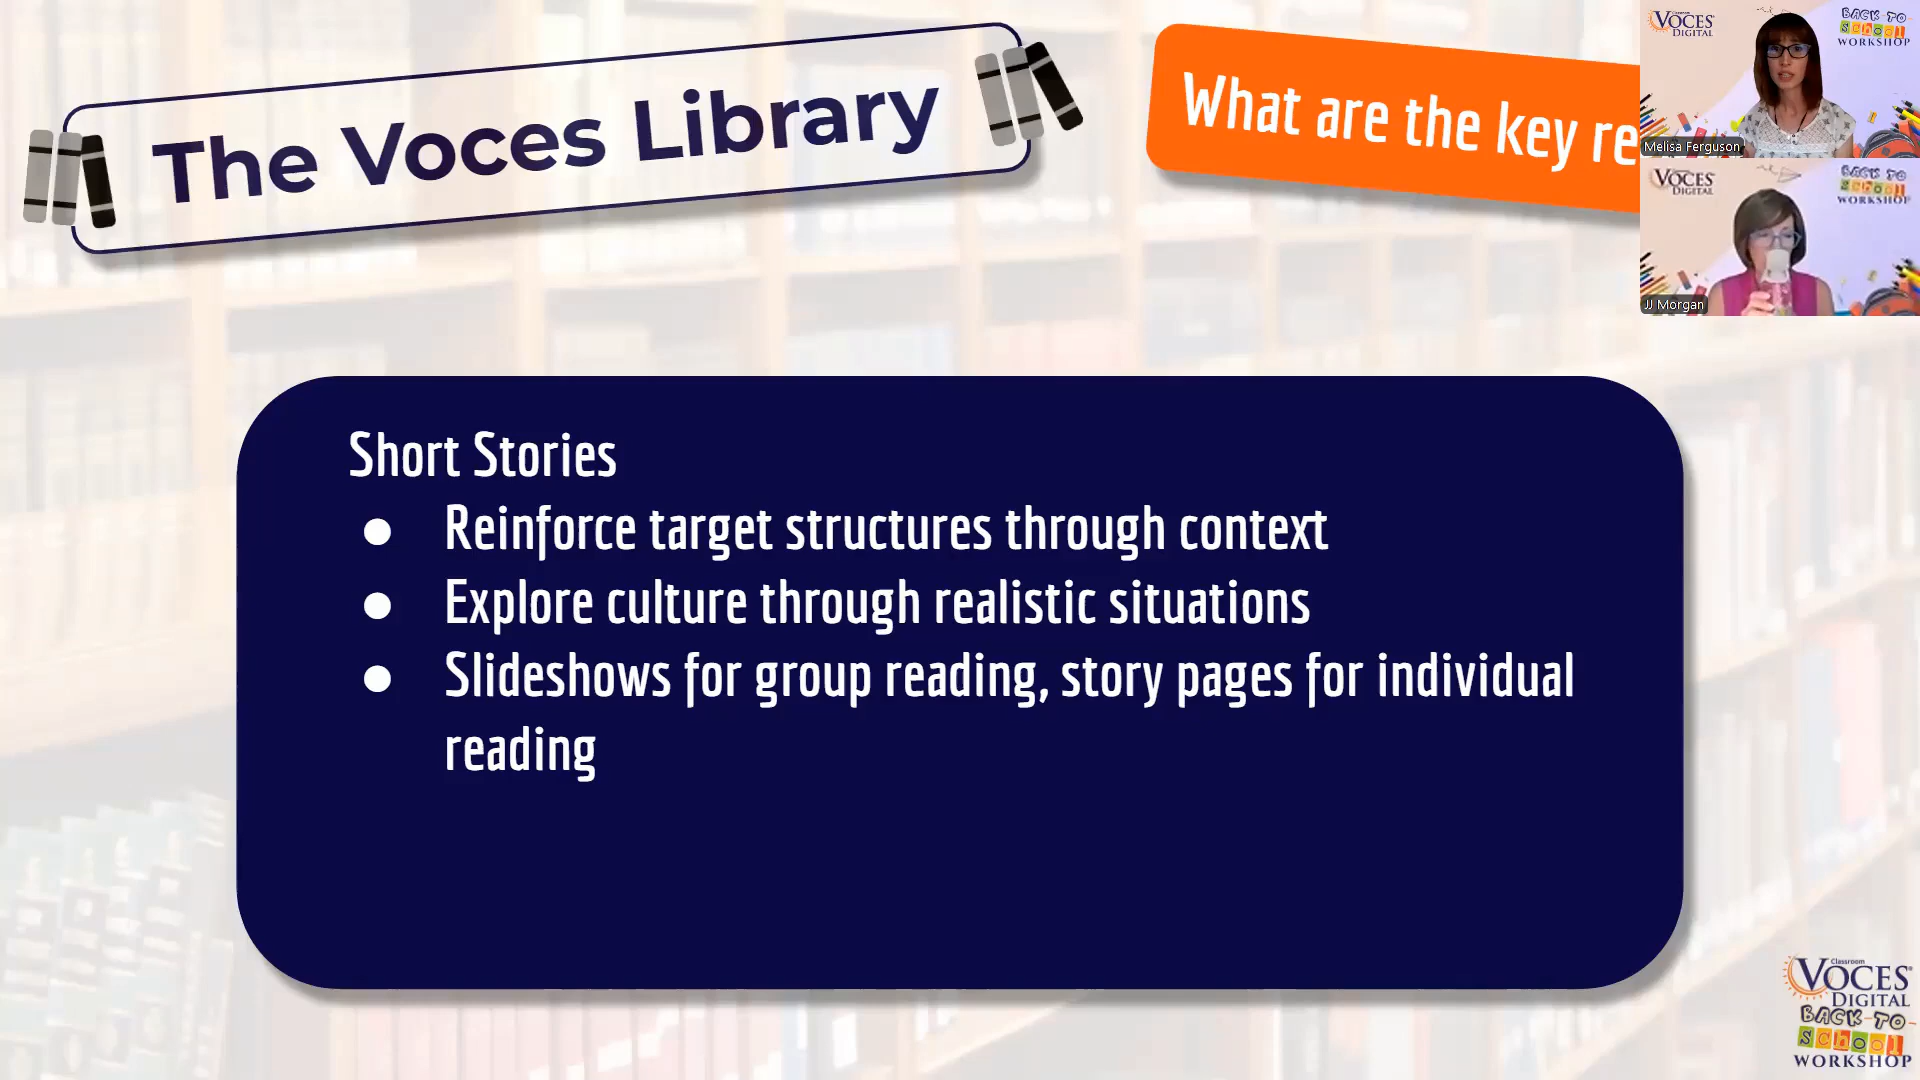 The Voces Library
What are the key re
Classroom
VOCES
DIGITAL
BACK TO
SCHOOL
WORKSHOP
Melisa Ferguson
VOCES
DIGITAL
BACK TO
SCHOOL
WORKSHOP
JJ Morgan
Short Stories
● Reinforce target structures through context
● Explore culture through realistic situations
● Slideshows for group reading, story pages for individual
reading
Classroom
VOCES®
DIGITAL
BACK-TO-
SCHOOL
WORKSHOP